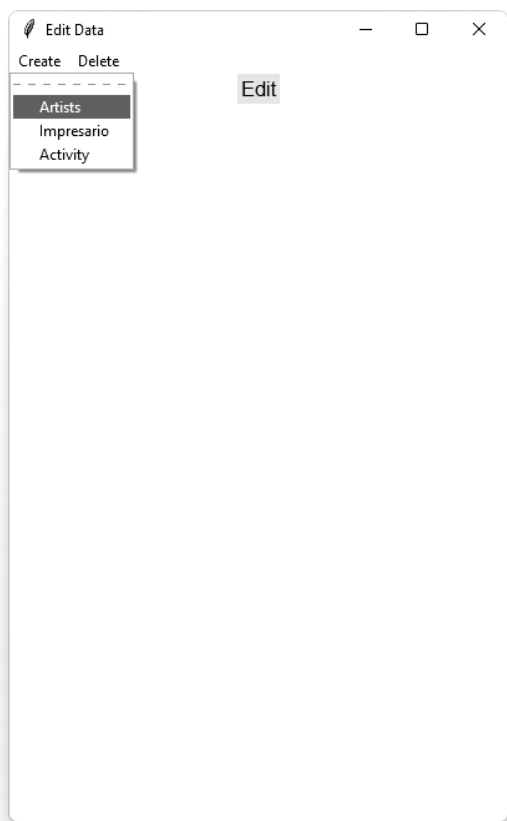 Edit Data
Create Delete
Edit
Artists
Impresario
Activity